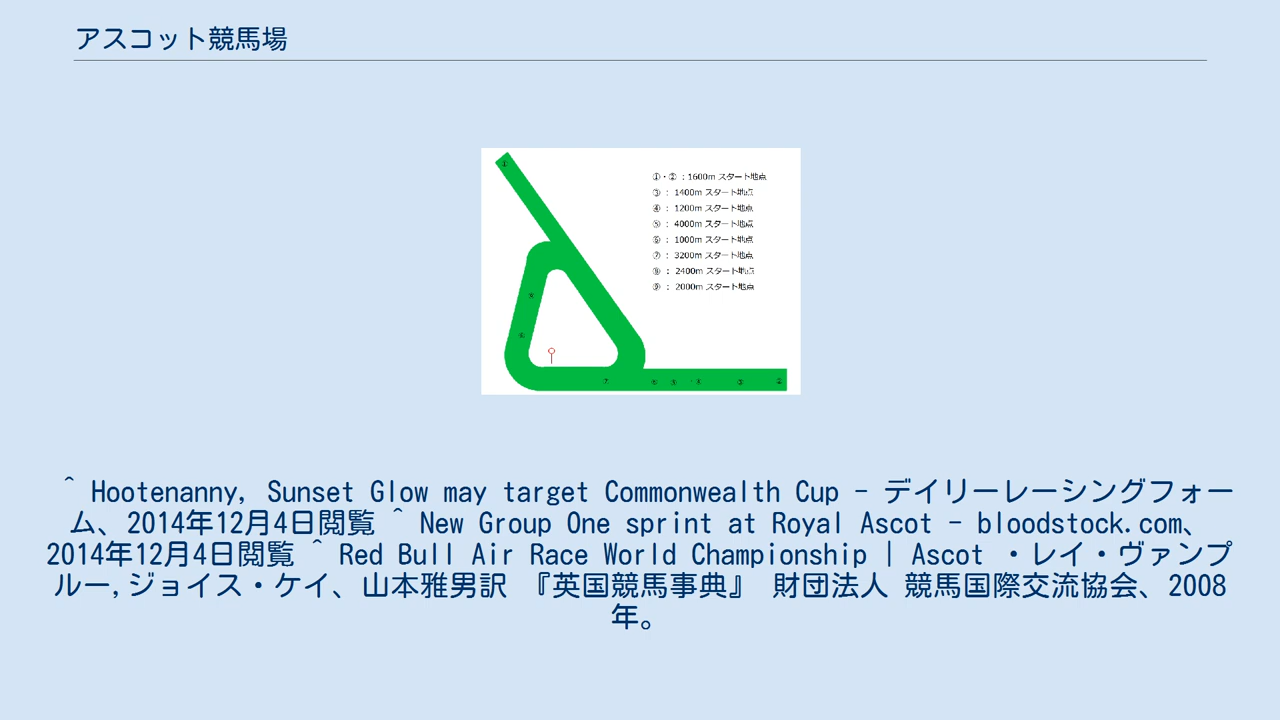 アスコット競馬場
①・② ：1600m スタート地点
③ ： 1400m スタート地点
④ ： 1200m スタート地点
⑤ ： 4000m スタート地点
⑥ ： 1000m スタート地点
⑦ ： 3200m スタート地点
⑧ ： 2400m スタート地点
⑨ ： 2000m スタート地点
①
⑦ ⑥ ④ ③ ②
^ Hootenanny, Sunset Glow may target Commonwealth Cup - デイリーレーシングフォー
ム、2014年12月4日閲覧 ^ New Group One sprint at Royal Ascot - bloodstock.com、
2014年12月4日閲覧 ^ Red Bull Air Race World Championship | Ascot ・レイ・ヴァンプ
ルー,ジョイス・ケイ、山本雅男訳 『英国競馬事典』 財団法人 競馬国際交流協会、2008
年。